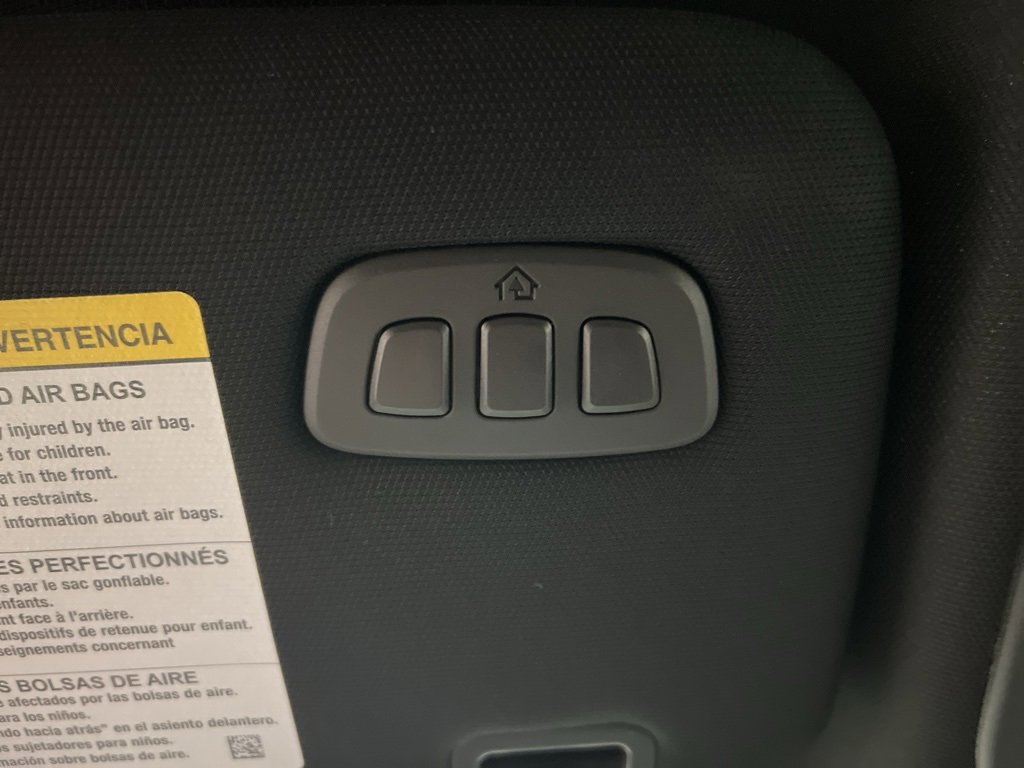 VERTENCIA
D AIR BAGS
injured by the air bag.
for children.
at in the front.
d restraints.
information about air bags.
ES PERFECTIONNÉS
s par le sac gonflable.
nfants.
nt face à l'arrière.
dispositifs de retenue pour enfant.
seignements concernant
S BOLSAS DE AIRE
afectados por las bolsas de aire.
ara los niños.
ndo hacia atrás" en el asiento delantero.
s sujetadores para niños.
mación sobre bolsas de aire.